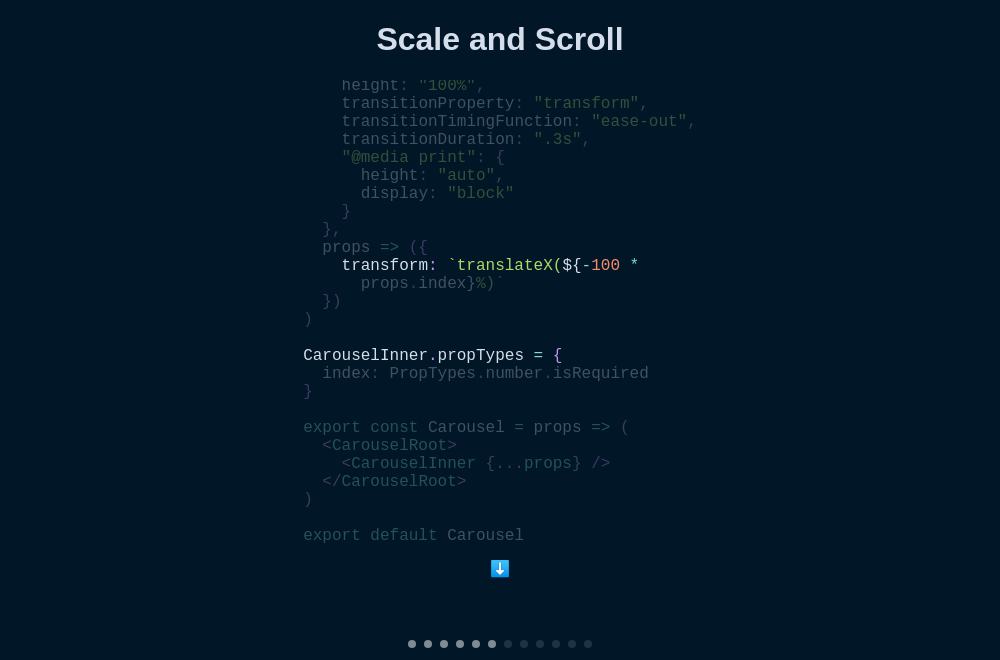 Scale and Scroll
height: "100%",
transitionProperty: "transform",
transitionTimingFunction: "ease-out",
transitionDuration: ".3s",
"@media print": {
height: "auto",
display: "block"
}
},
props => ({
transform: `translateX(${-100 *
props.index}%)`
})
)
CarouselInner.propTypes = {
index: PropTypes.number.isRequired
}
export const Carousel = props => (
<CarouselRoot>
<CarouselInner {...props} />
</CarouselRoot>
)
export default Carousel